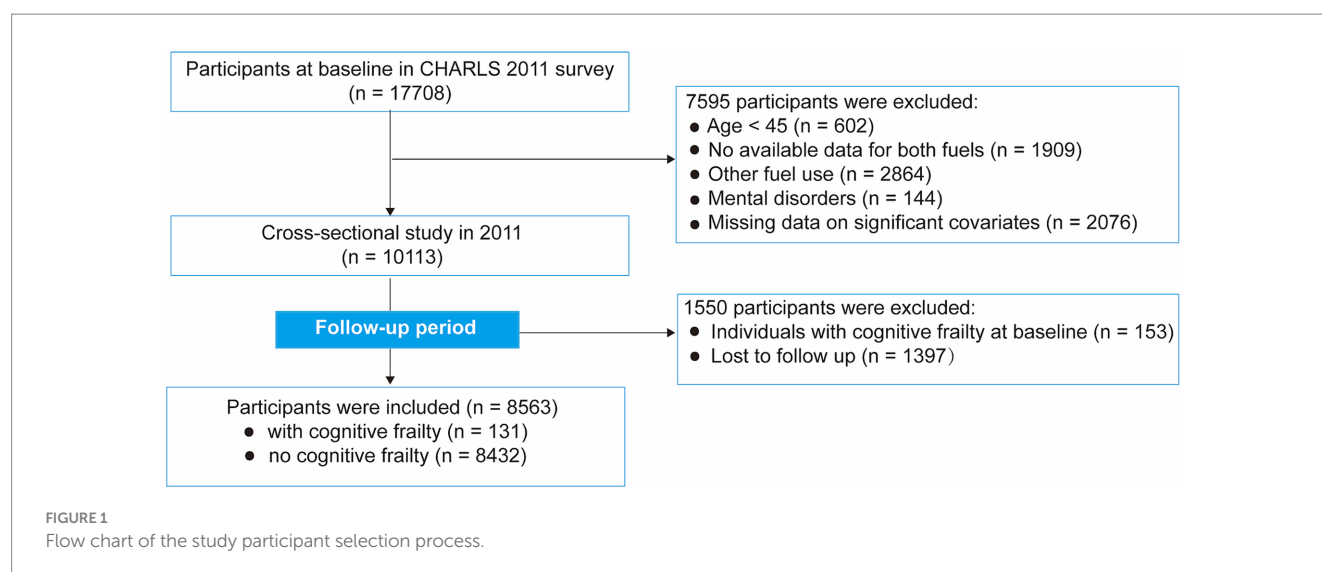 Participants at baseline in CHARLS 2011 survey
(n = 17708)
7595 participants were excluded:
● Age < 45 (n = 602)
● No available data for both fuels (n = 1909)
● Other fuel use (n = 2864)
● Mental disorders (n = 144)
● Missing data on significant covariates (n = 2076)
Cross-sectional study in 2011
(n = 10113)
Follow-up period
1550 participants were excluded:
● Individuals with cognitive frailty at baseline (n = 153)
● Lost to follow up (n = 1397）
Participants were included (n = 8563)
● with cognitive frailty (n = 131)
● no cognitive frailty (n = 8432)
FIGURE 1
Flow chart of the study participant selection process.